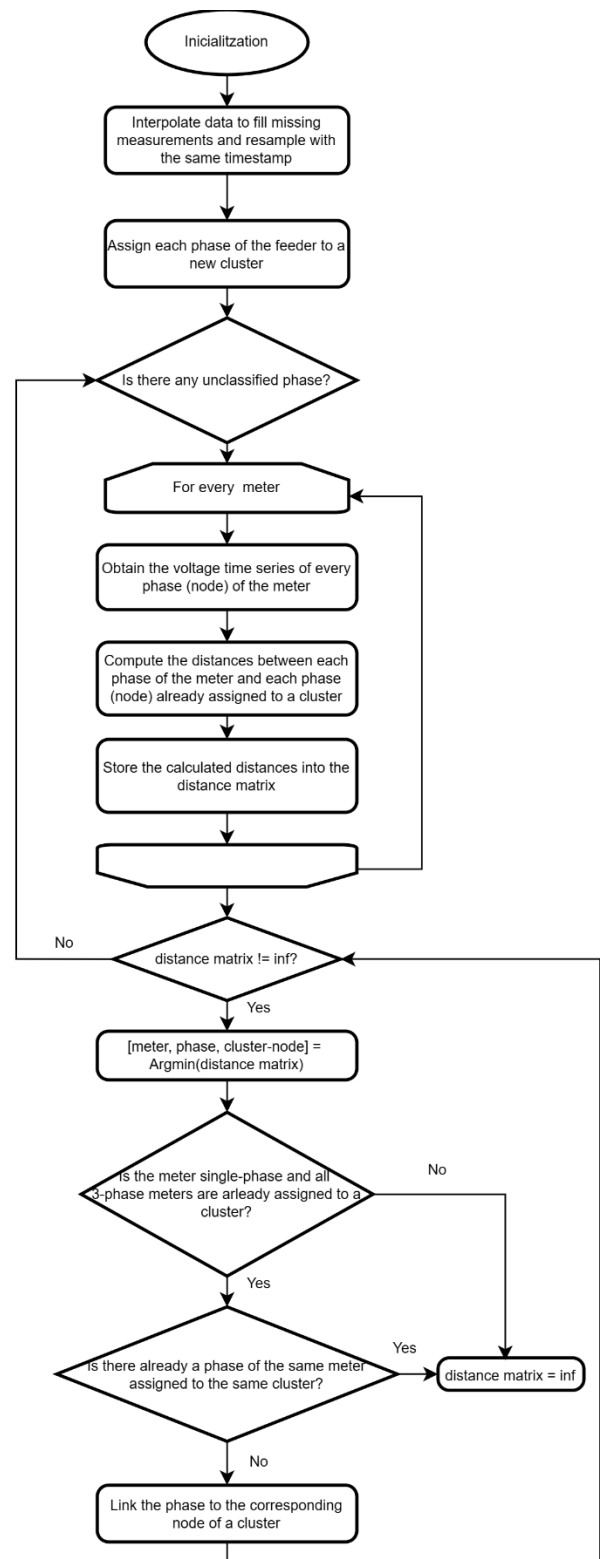 Inicialitzation
Interpolate data to fill missing
measurements and resample with
the same timestamp
Assign each phase of the feeder to a
new cluster
Is there any unclassified phase?
For every meter
Obtain the voltage time series of every
phase (node) of the meter
Compute the distances between each
phase of the meter and each phase
(node) already assigned to a cluster
Store the calculated distances into the
distance matrix
No
distance matrix != inf?
Yes
[meter, phase, cluster-node] =
Argmin(distance matrix)
Is the meter single-phase and all
3-phase meters are arleady assigned to a
cluster?
No
Yes
Is there already a phase of the same meter
assigned to the same cluster?
Yes
distance matrix = inf
No
Link the phase to the corresponding
node of a cluster